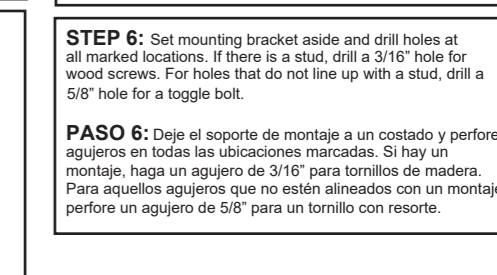 STEP 6: Set mounting bracket aside and drill holes at
all marked locations. If there is a stud, drill a 3/16” hole for
wood screws. For holes that do not line up with a stud, drill a
5/8” hole for a toggle bolt.
PASO 6: Deje el soporte de montaje a un costado y perfore
agujeros en todas las ubicaciones marcadas. Si hay un
montaje, haga un agujero de 3/16” para tornillos de madera.
Para aquellos agujeros que no estén alineados con un montaje
perfore un agujero de 5/8” para un tornillo con resorte.